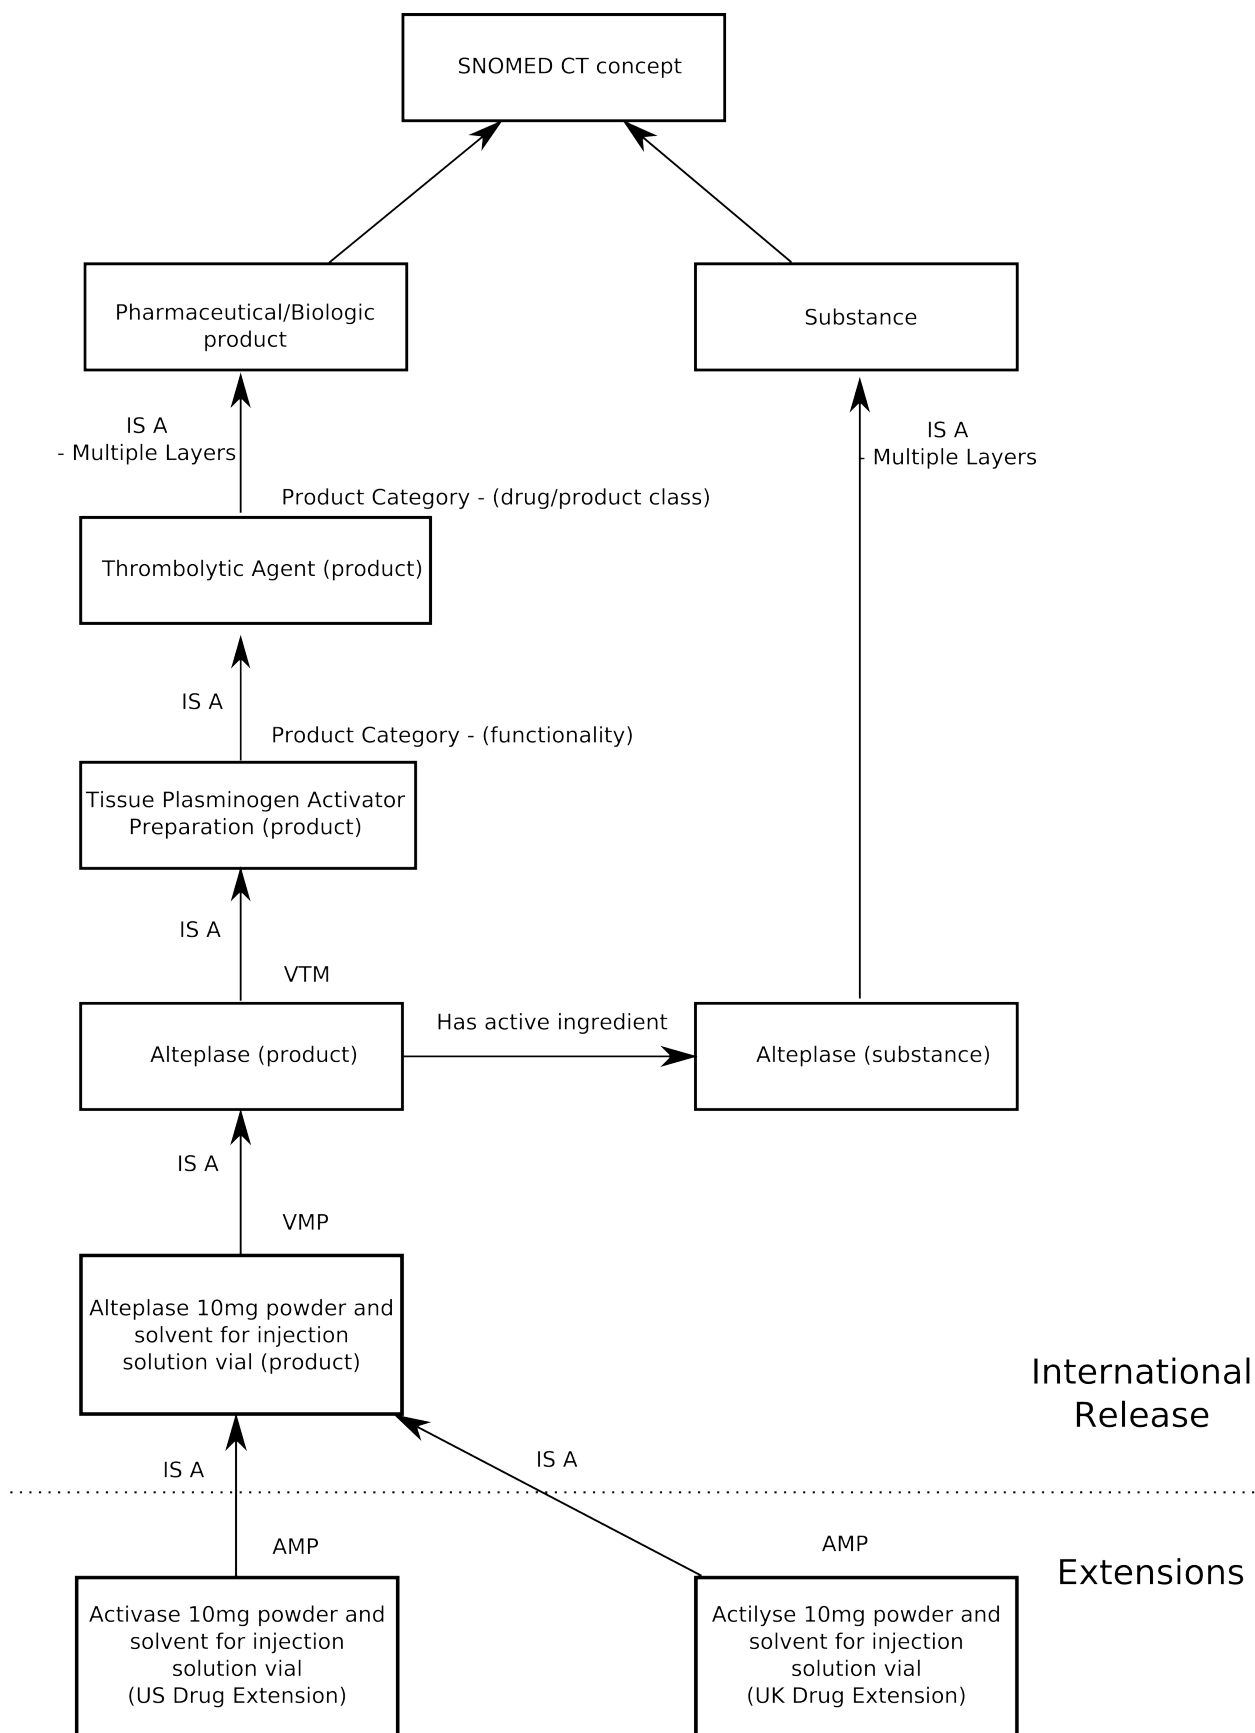 SNOMED CT concept
Pharmaceutical/Biologic
product
Substance
IS A
- Multiple Layers
IS A
- Multiple Layers
Product Category - (drug/product class)
Thrombolytic Agent (product)
IS A
Product Category - (functionality)
Tissue Plasminogen Activator
Preparation (product)
IS A
VTM
Has active ingredient
Alteplase (product)
Alteplase (substance)
IS A
VMP
Alteplase 10mg powder and
solvent for injection
solution vial (product)
International
Release
IS A
IS A
AMP
AMP
Extensions
Activase 10mg powder and
solvent for injection
solution vial
(US Drug Extension)
Actilyse 10mg powder and
solvent for injection
solution vial
(UK Drug Extension)